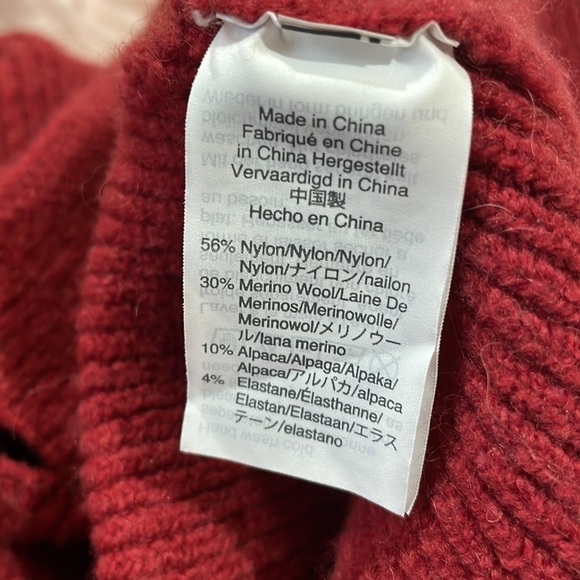 Made in China
Fabriqué en Chine
in China Hergestellt
Vervaardigd in China
中国製
Hecho en China
56% Nylon/Nylon/Nylon/
Nylon/ナイロン/nailon
30% Merino Wool/Laine De
Merinos/Merinowolle/
Merinowol/メリノウー
ル/lana merino
10% Alpaca/Alpaga/Alpaka/
Alpaca/アルパカ/alpaca
4% Elastane/Élasthanne/
Elastan/Elastaan/エラス
テーン/elastano
Hand wash cold